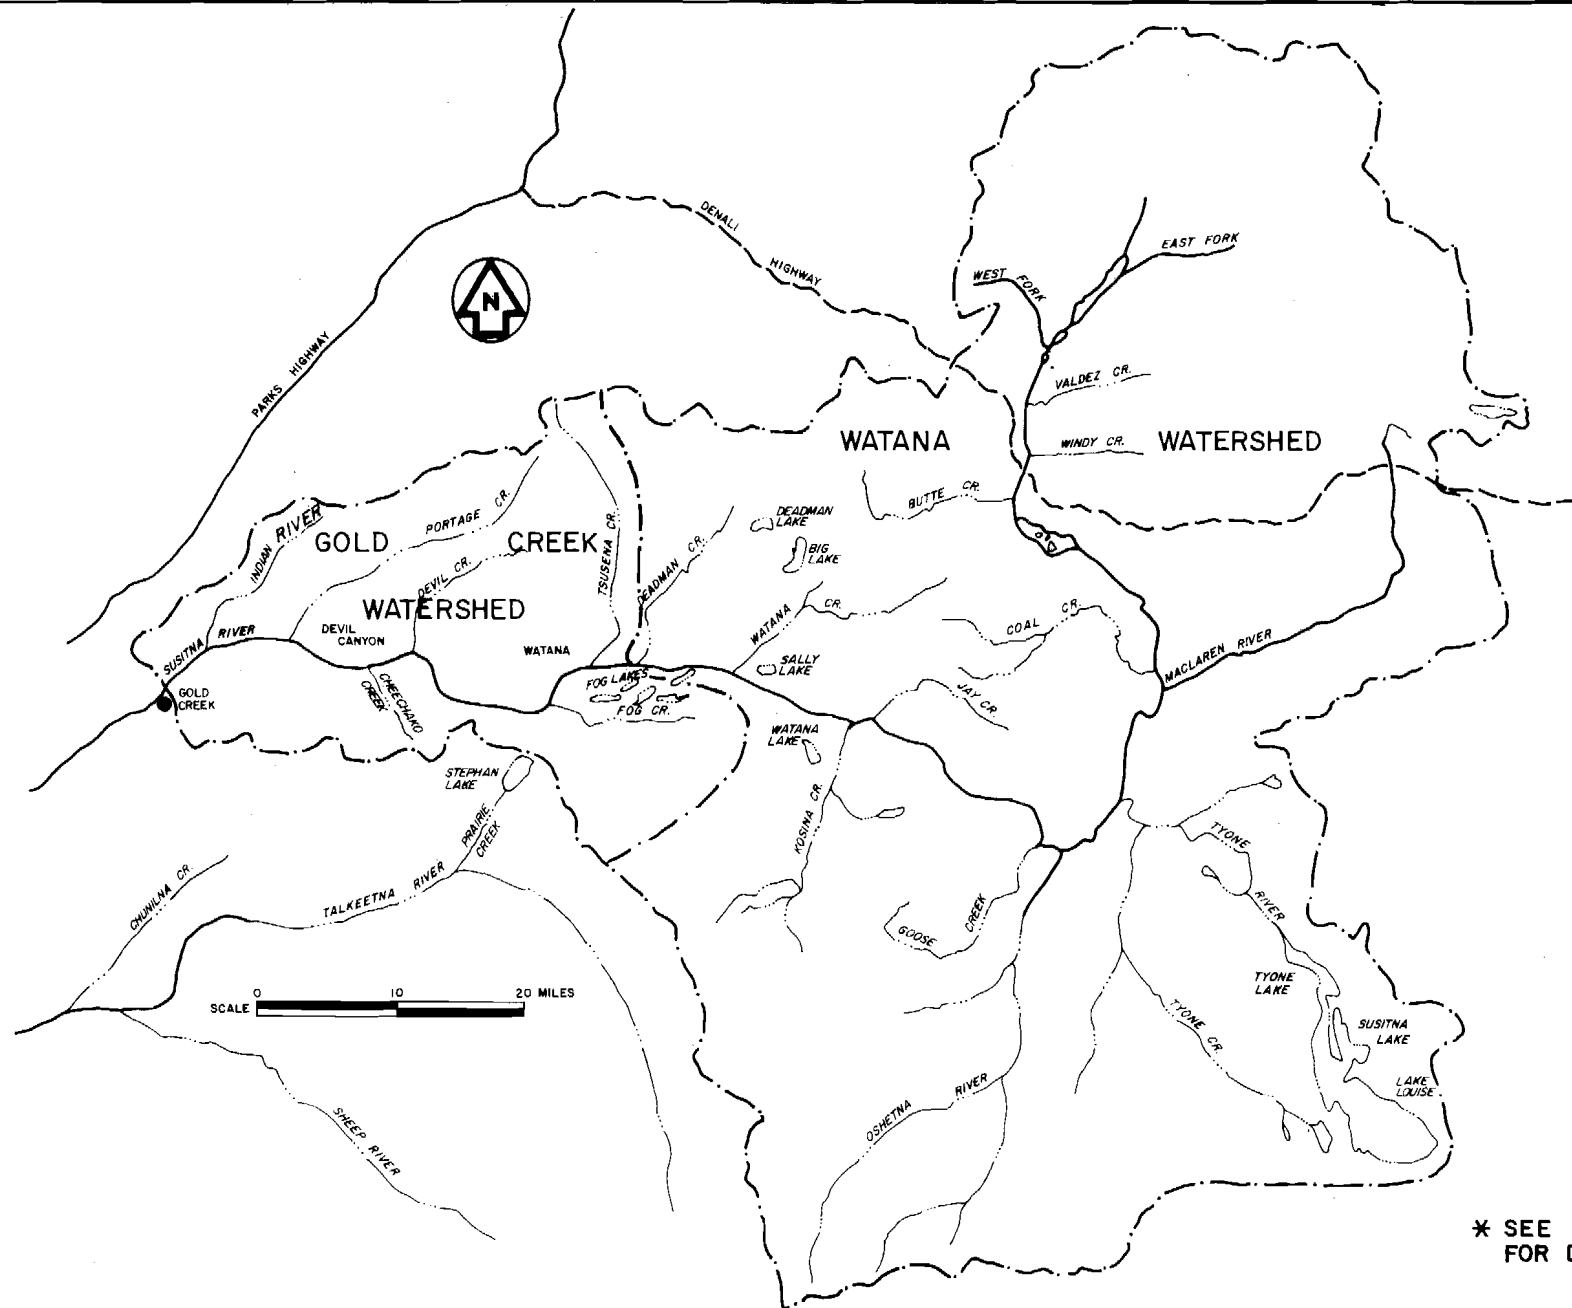 DENALI
HIGHWAY
PARKS HIGHWAY
N
WEST FORK
EAST FORK
VALDEZ CR.
WINDY CR.
WATANA WATERSHED
BUTTE CR.
DEADMAN
LAKE
BIG
LAKE
INDIAN RIVER
PORTAGE CR.
GOLD CREEK
WATERSHED
DEVIL CR.
TSUSENA CR.
DEADMAN CR.
WATANA CR.
COAL CR.
SUSITNA RIVER
DEVIL
CANYON
WATANA
SALLY
LAKE
MACLAREN RIVER
GOLD
CREEK
CHEECHAKO
CREEK
FOG LAKES
FOG CR.
JAY CR.
WATANA
LAKE
STEPHAN
LAKE
PRAIRIE
CREEK
KOSINA CR.
TYONE RIVER
CHUNILNA CR.
TALKEETNA RIVER
GOOSE CREEK
TYONE
LAKE
SCALE 0 10 20 MILES
TYONE CR.
SUSITNA
LAKE
LAKE
LOUISE
OSHETNA RIVER
SHEEP RIVER
* SEE
FOR